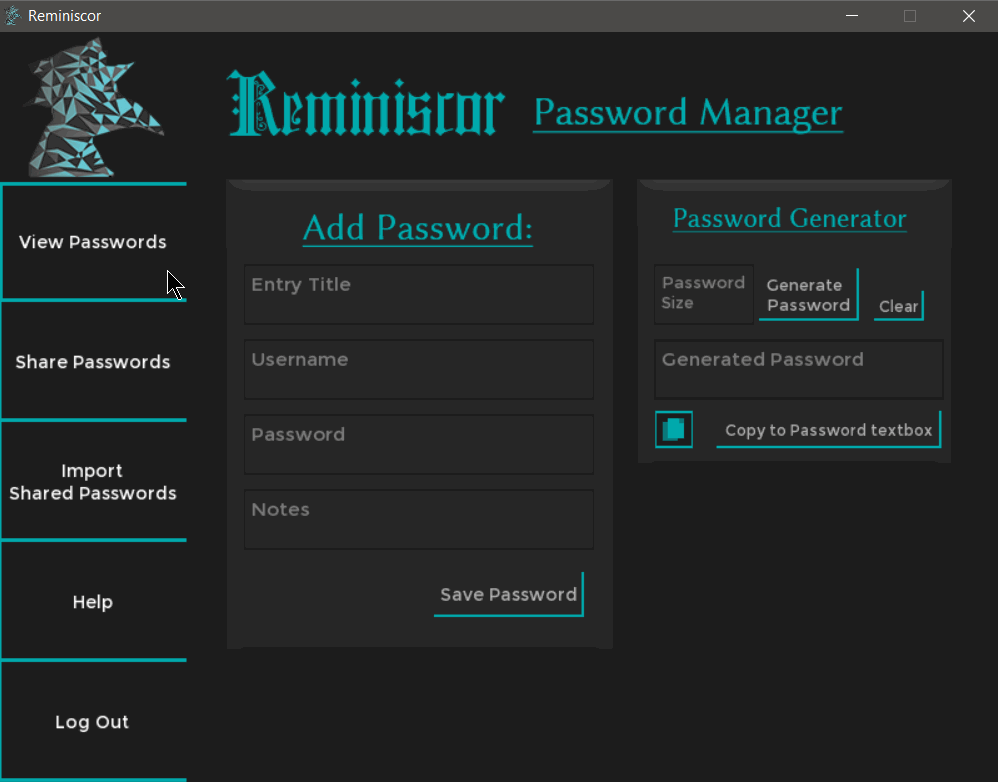 Reminiscor
Reminiscor Password Manager
View Passwords
Share Passwords
Import
Shared Passwords
Help
Log Out
Add Password:
Entry Title
Username
Password
Notes
Save Password
Password Generator
Password
Size
Generate
Password
Clear
Generated Password
Copy to Password textbox